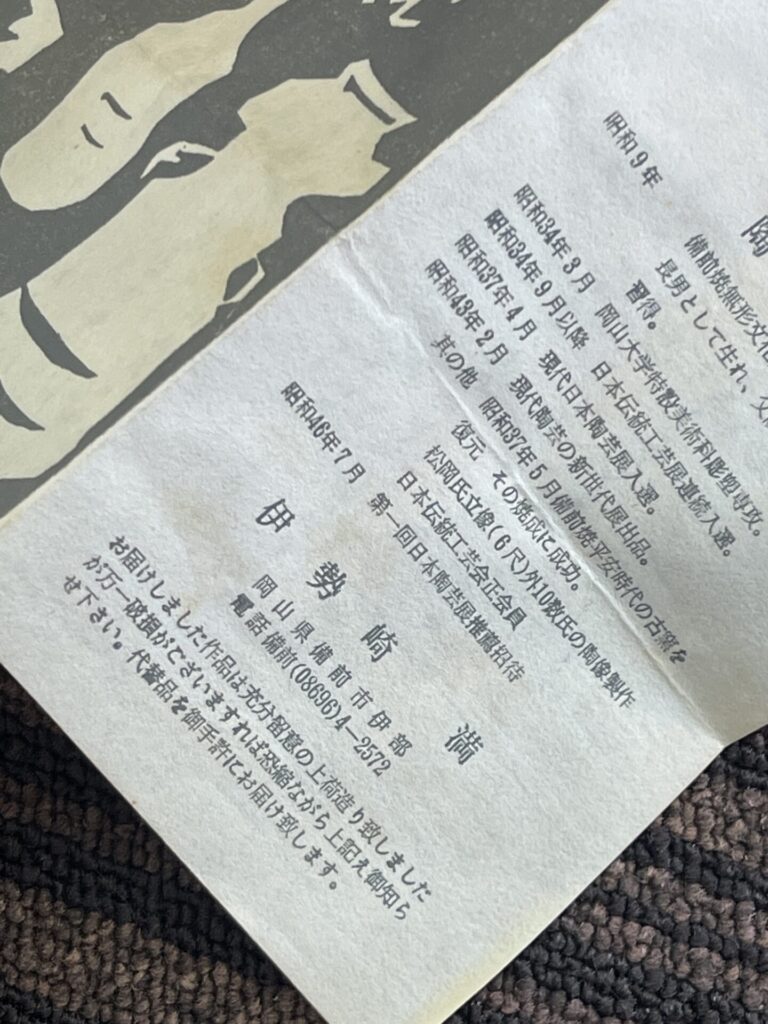 陶
昭和9年
備前焼無形文化
長男として生れ、父
習得。
昭和34年3月 岡山大学特設美術科彫塑専攻。
昭和34年9月以降 日本伝統工芸展連続入選。
昭和37年4月 現代日本陶芸展入選。
昭和43年2月 現代陶芸の新世代展出品。
其の他 昭和37年5月備前焼平安時代の古窯を
復元 その焼成に成功。
松岡氏立像(6尺)外10数氏の陶像製作
日本伝統工芸会正会員
昭和46年7月 第一回日本陶芸展推薦招待
伊勢崎 満
岡山県備前市伊部
電話備前(08696)4―2572
お届けしました作品は充分留意の上荷造り致しました
が万一破損がございますれば恐縮ながら上記え御知ら
せ下さい。代替品を御手許にお届け致します。